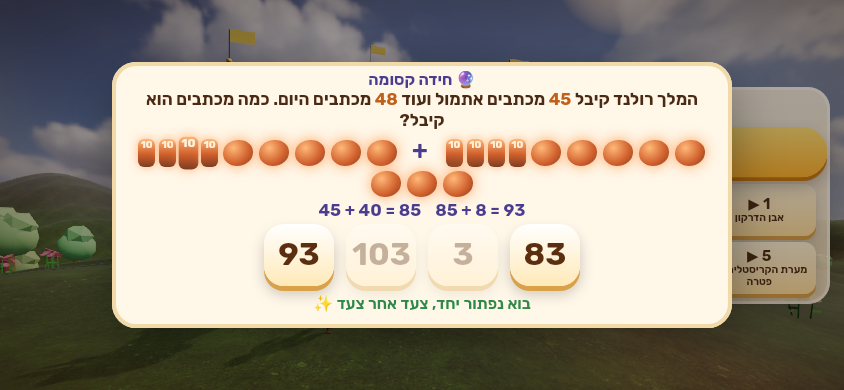 🔮 חידה קסומה
המלך רולנד קיבל 45 מכתבים אתמול ועוד 48 מכתבים היום. כמה מכתבים הוא
קיבל?
10 10 10 10 + 10 10 10 10
45 + 40 = 85 85 + 8 = 93
93 103 3 83
בוא נפתור יחד, צעד אחר צעד ✨
▶ 1
אבן הדרקון
▶ 5
מערת הקריסטלים
פטרה